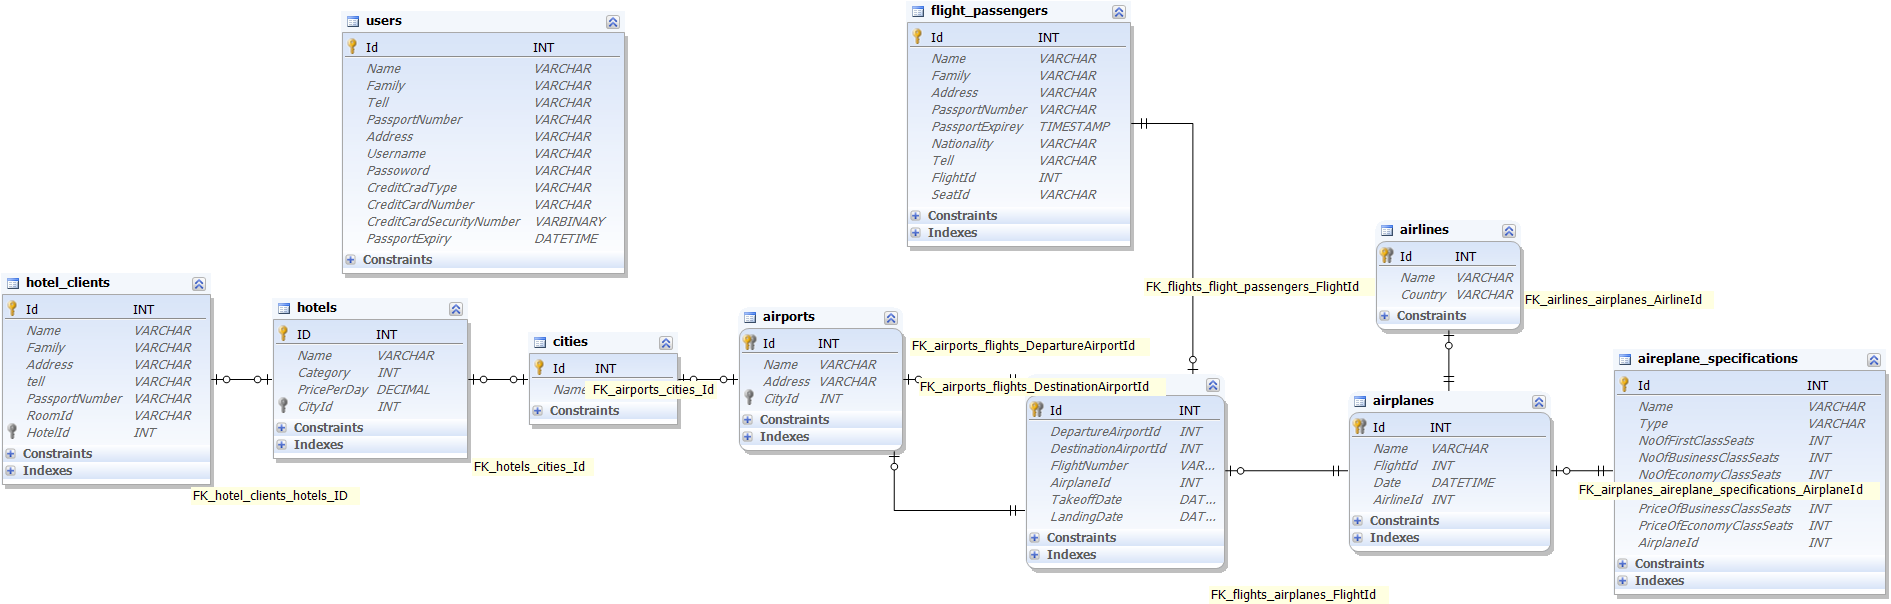 users
Id INT
Name VARCHAR
Family VARCHAR
Tell VARCHAR
PassportNumber VARCHAR
Address VARCHAR
Username VARCHAR
Passoword VARCHAR
CreditCradType VARCHAR
CreditCardNumber VARCHAR
CreditCardSecurityNumber VARBINARY
PassportExpiry DATETIME
Constraints
flight_passengers
Id INT
Name VARCHAR
Family VARCHAR
Address VARCHAR
PassportNumber VARCHAR
PassportExpirey TIMESTAMP
Nationality VARCHAR
Tell VARCHAR
FlightId INT
SeatId VARCHAR
Constraints
Indexes
hotel_clients
Id INT
Name VARCHAR
Family VARCHAR
Address VARCHAR
tell VARCHAR
PassportNumber VARCHAR
RoomId VARCHAR
HotelId INT
Constraints
Indexes
FK_hotel_clients_hotels_ID
hotels
ID INT
Name VARCHAR
Category INT
PricePerDay DECIMAL
CityId INT
Constraints
Indexes
FK_hotels_cities_Id
cities
Id INT
Name
FK_airports_cities_Id
Constraints
airports
Id INT
Name VARCHAR
Address VARCHAR
CityId INT
Constraints
Indexes
FK_airports_flights_DepartureAirportId
FK_airports_flights_DestinationAirportId
FK_flights_flight_passengers_FlightId
Id INT
DepartureAirportId INT
DestinationAirportId INT
FlightNumber VAR...
AirplaneId INT
TakeoffDate DAT...
LandingDate DAT...
Constraints
Indexes
FK_flights_airplanes_FlightId
airlines
Id INT
Name VARCHAR
Country VARCHAR
Constraints
FK_airlines_airplanes_AirlineId
airplanes
Id INT
Name VARCHAR
FlightId INT
Date DATETIME
AirlineId INT
Constraints
Indexes
aireplane_specifications
Id INT
Name VARCHAR
Type VARCHAR
NoOfFirstClassSeats INT
NoOfBusinessClassSeats INT
NoOfEconomyClassSeats INT
FK_airplanes_aireplane_specifications_AirplaneId
PriceOfBusinessClassSeats INT
PriceOfEconomyClassSeats INT
AirplaneId INT
Constraints
Indexes